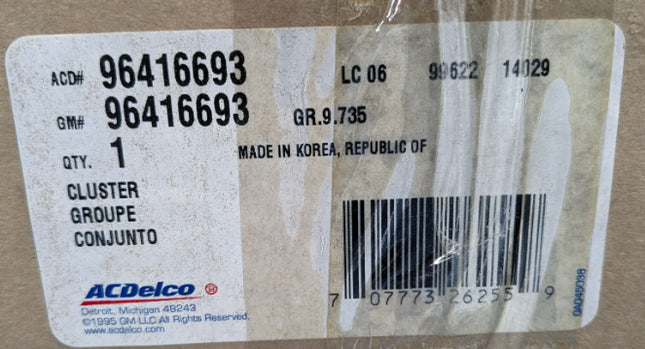 ACD# 96416693 LC 06 99622 14029
GM# 96416693 GR.9.735
QTY. 1 MADE IN KOREA, REPUBLIC OF
CLUSTER
GROUPE
CONJUNTO
ACDelco ®
Detroit, Michigan 48243
©1995 GM LLC All Rights Reserved.
www.acdelco.com
7 07773 26255 9
0A045038